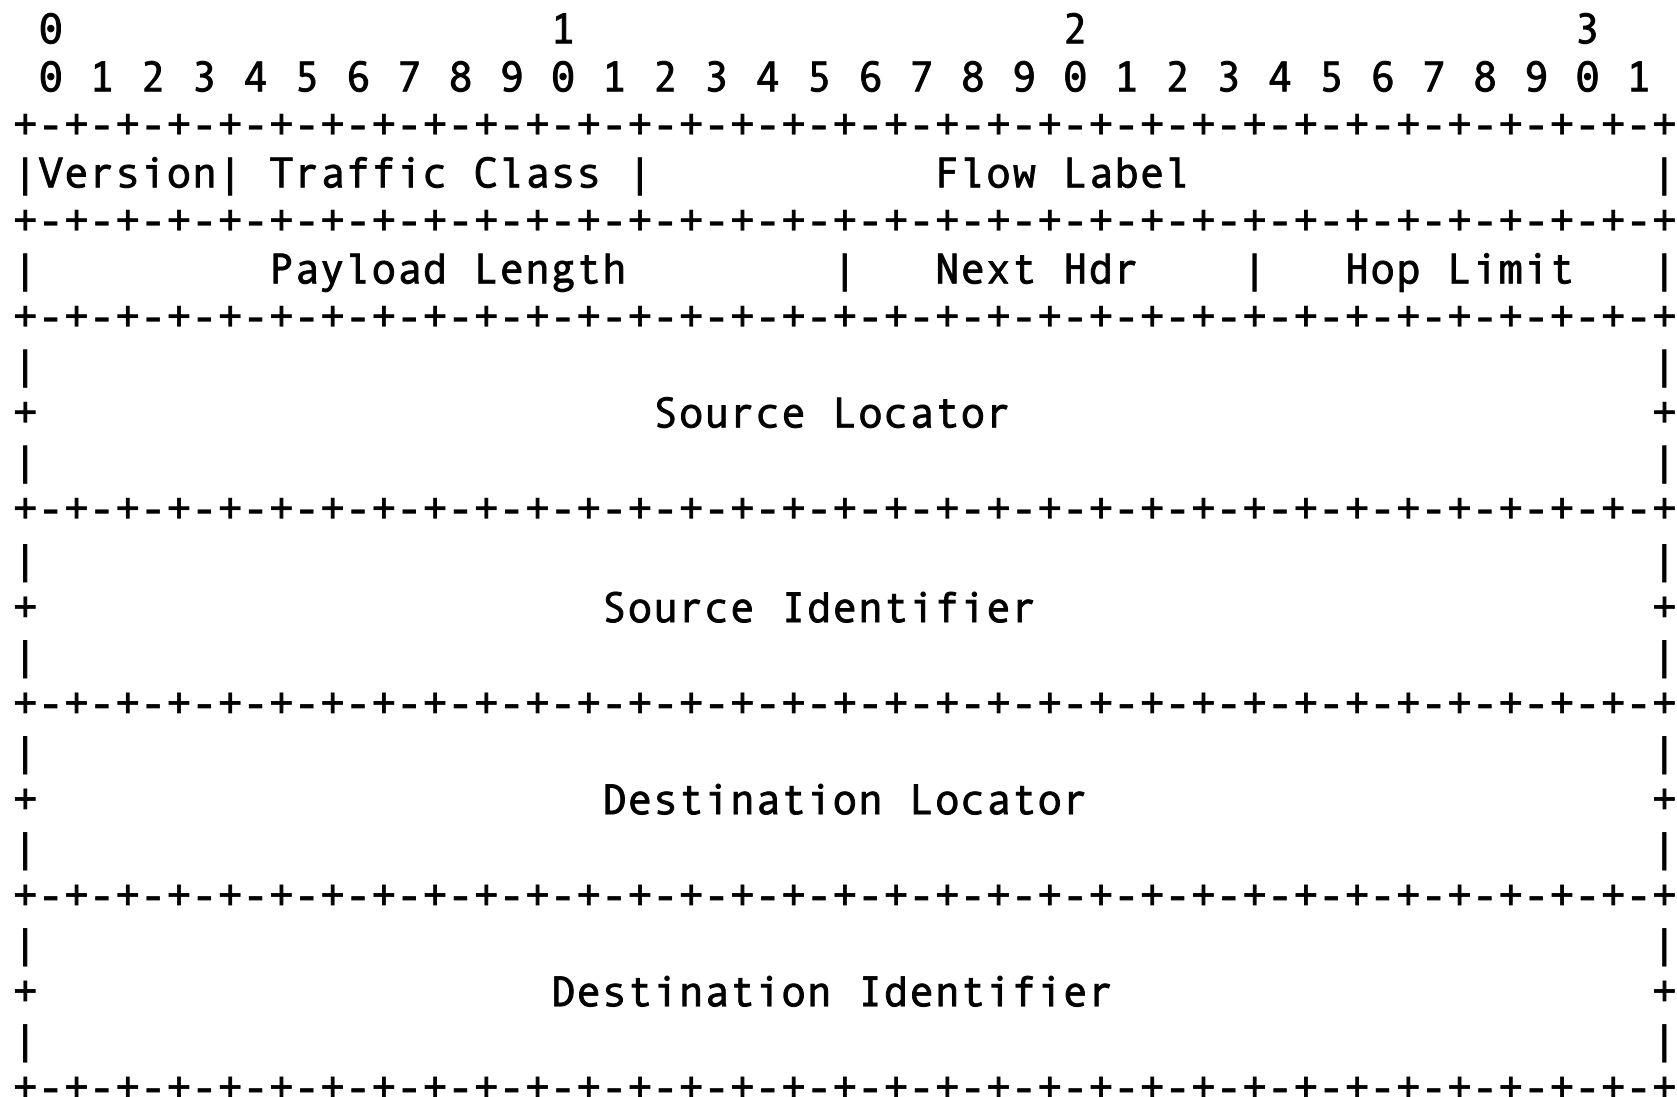 0                   1                   2                   3
 0 1 2 3 4 5 6 7 8 9 0 1 2 3 4 5 6 7 8 9 0 1 2 3 4 5 6 7 8 9 0 1
+-+-+-+-+-+-+-+-+-+-+-+-+-+-+-+-+-+-+-+-+-+-+-+-+-+-+-+-+-+-+-+-+
|Version| Traffic Class |           Flow Label                  |
+-+-+-+-+-+-+-+-+-+-+-+-+-+-+-+-+-+-+-+-+-+-+-+-+-+-+-+-+-+-+-+-+
|         Payload Length        |   Next Hdr    |   Hop Limit   |
+-+-+-+-+-+-+-+-+-+-+-+-+-+-+-+-+-+-+-+-+-+-+-+-+-+-+-+-+-+-+-+-+
|                                                               |
+                        Source Locator                         +
|                                                               |
+-+-+-+-+-+-+-+-+-+-+-+-+-+-+-+-+-+-+-+-+-+-+-+-+-+-+-+-+-+-+-+-+
|                                                               |
+                      Source Identifier                        +
|                                                               |
+-+-+-+-+-+-+-+-+-+-+-+-+-+-+-+-+-+-+-+-+-+-+-+-+-+-+-+-+-+-+-+-+
|                                                               |
+                      Destination Locator                      +
|                                                               |
+-+-+-+-+-+-+-+-+-+-+-+-+-+-+-+-+-+-+-+-+-+-+-+-+-+-+-+-+-+-+-+-+
|                                                               |
+                    Destination Identifier                     +
|                                                               |
+-+-+-+-+-+-+-+-+-+-+-+-+-+-+-+-+-+-+-+-+-+-+-+-+-+-+-+-+-+-+-+-+